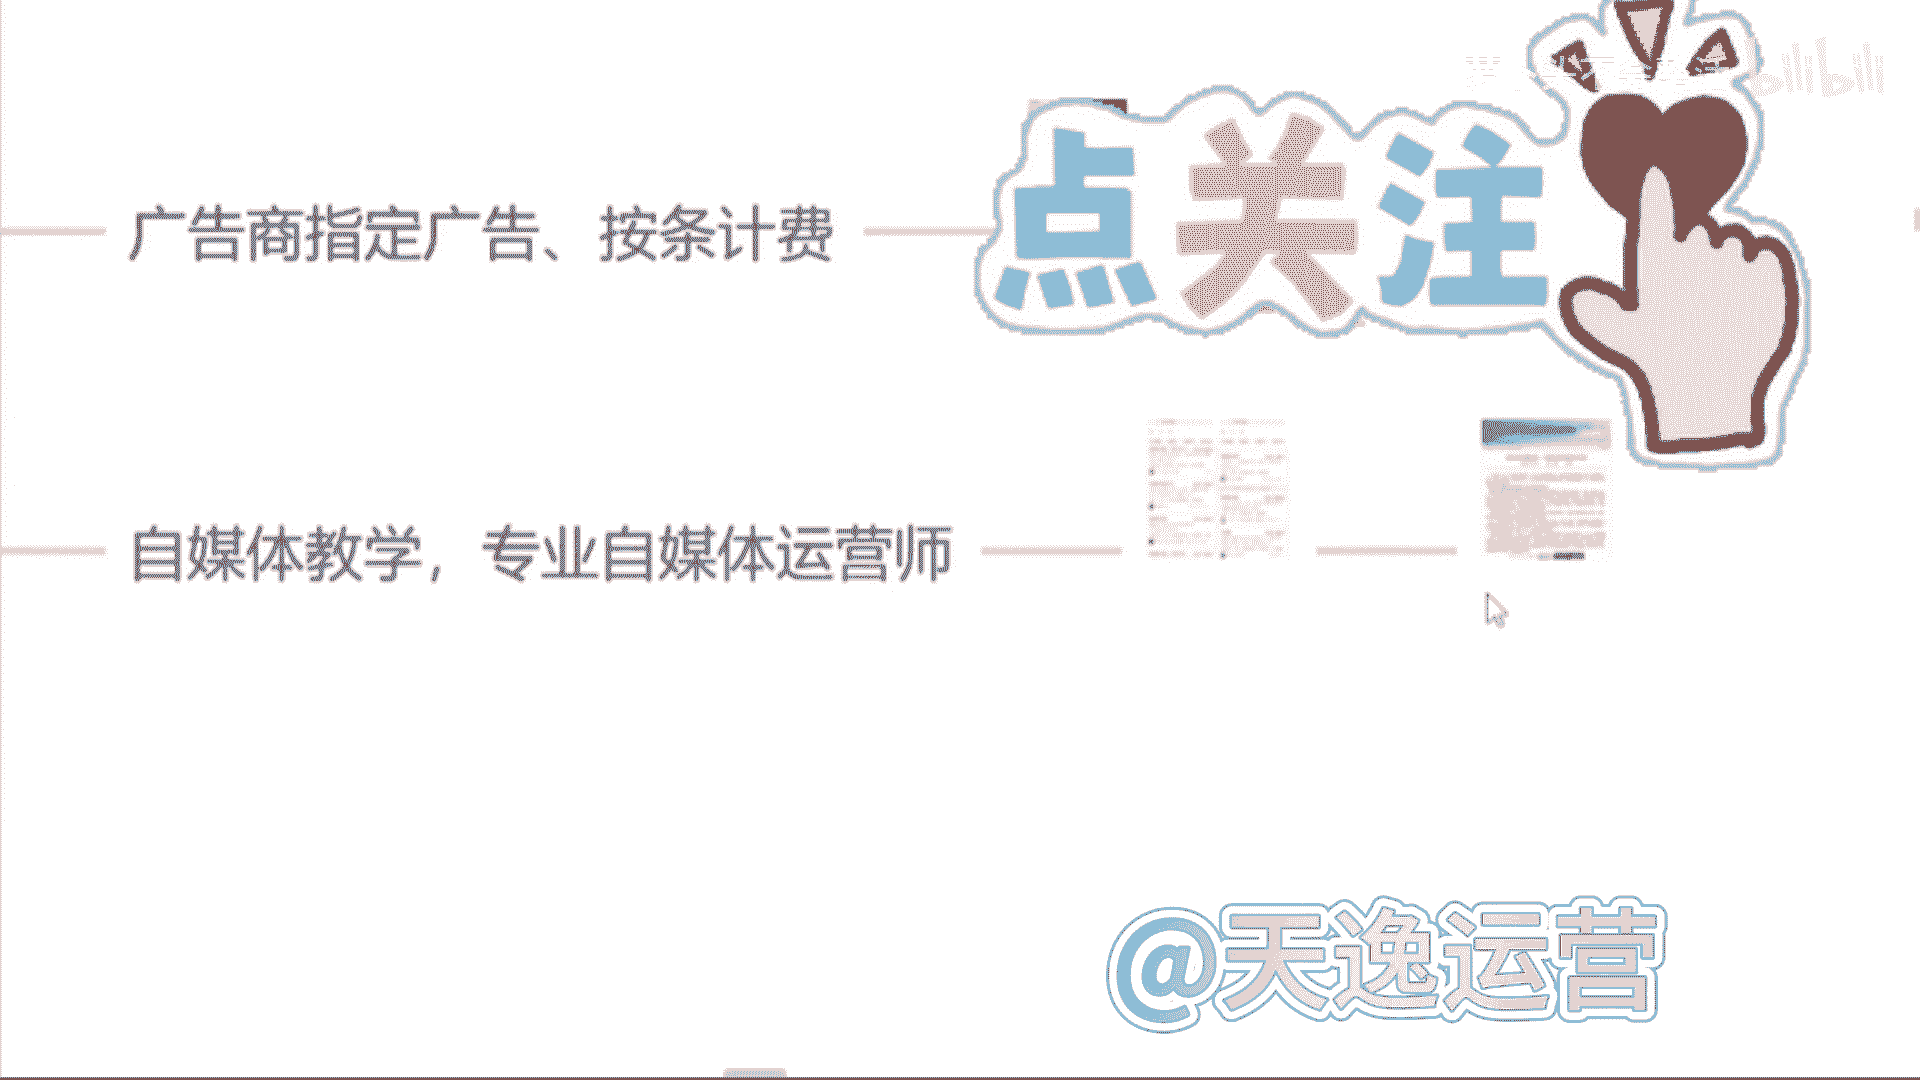 bilibili
点关注
广告商指定广告、按条计费
自媒体教学，专业自媒体运营师
@天逸运营